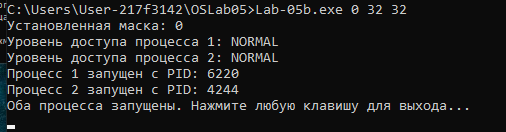 C:\Users\User-217f3142\OSLab05>Lab-05b.exe 0 32 32
Установленная маска: 0
Уровень доступа процесса 1: NORMAL
Уровень доступа процесса 2: NORMAL
Процесс 1 запущен с PID: 6220
Процесс 2 запущен с PID: 4244
Оба процесса запущены. Нажмите любую клавишу для выхода...